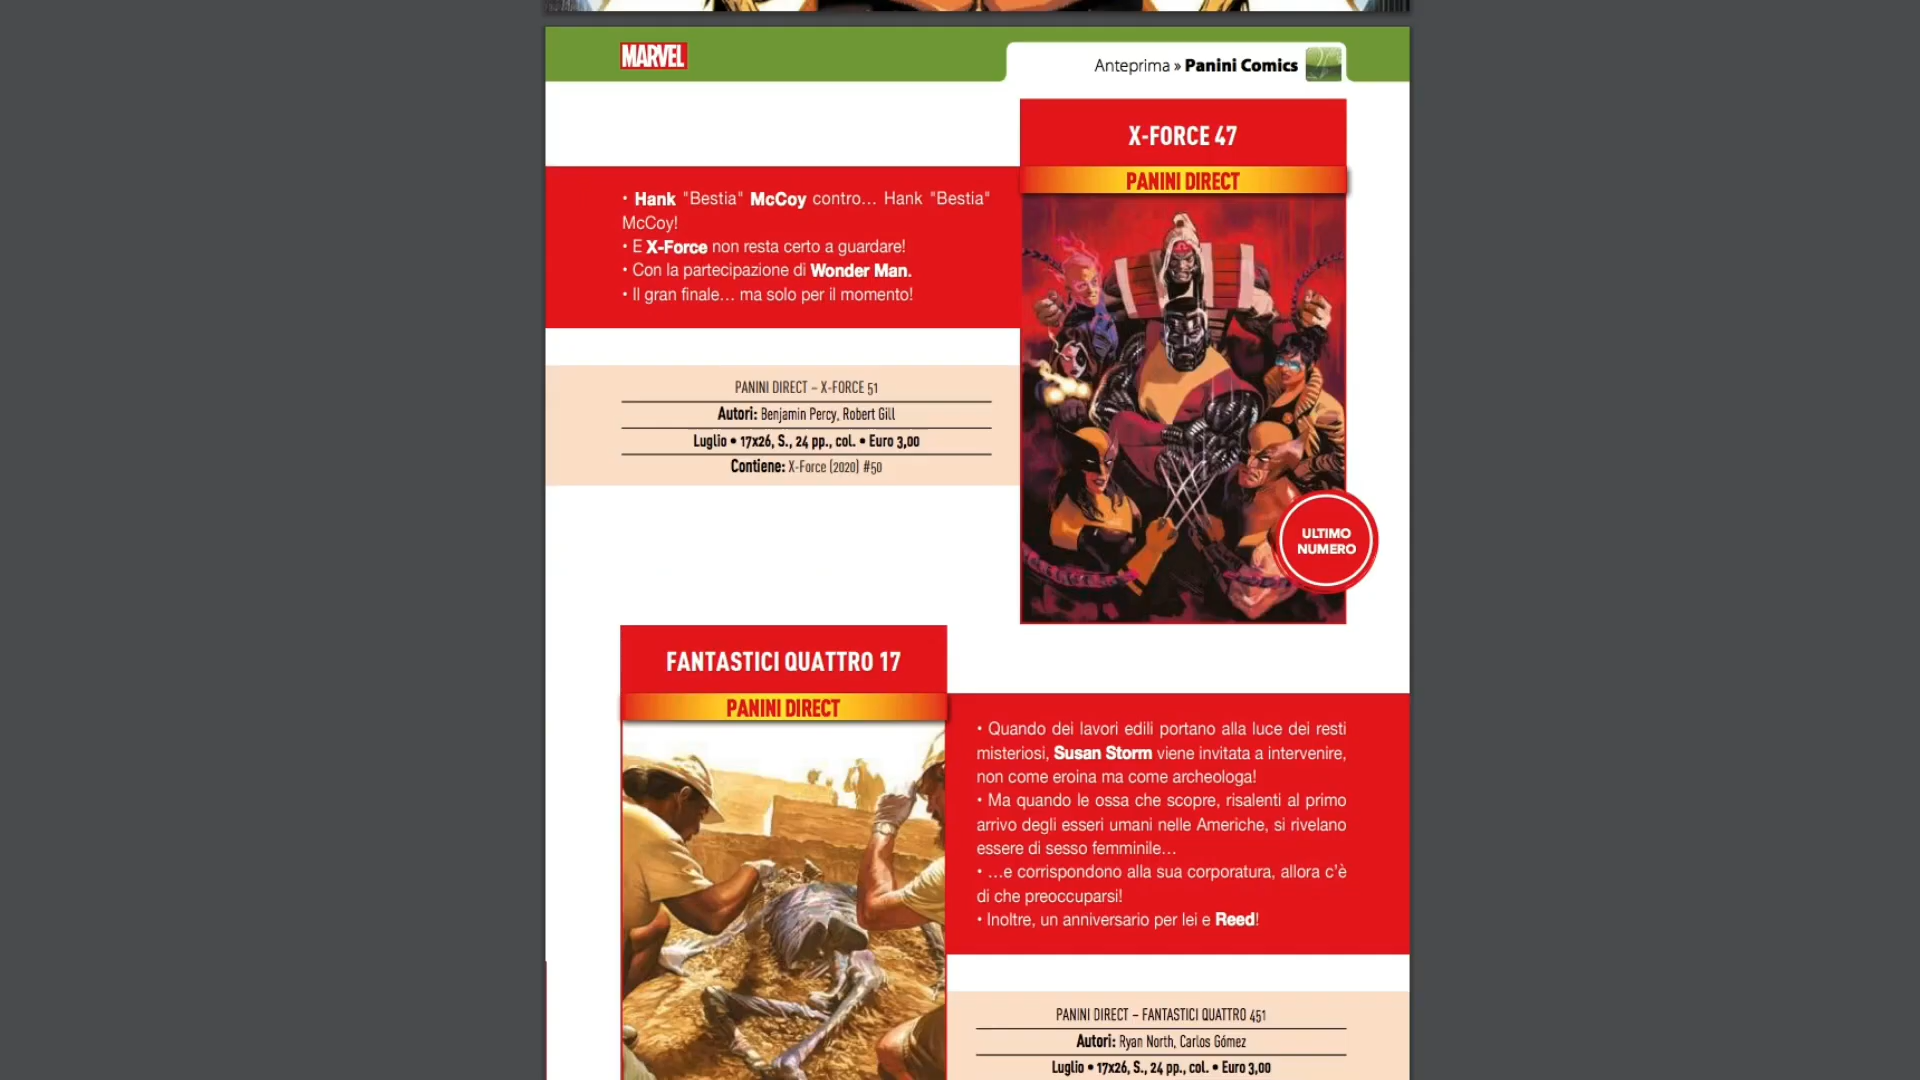 MARVEL
Anteprima » Panini Comics
X-FORCE 47
PANINI DIRECT
• Hank "Bestia" McCoy contro... Hank "Bestia"
McCoy!
• E X-Force non resta certo a guardare!
• Con la partecipazione di Wonder Man.
• Il gran finale... ma solo per il momento!
PANINI DIRECT – X-FORCE 51
Autori: Benjamin Percy, Robert Gill
Luglio • 17x26, S., 24 pp., col. • Euro 3,00
Contiene: X-Force (2020) #50
ULTIMO
NUMERO
FANTASTICI QUATTRO 17
PANINI DIRECT
• Quando dei lavori edili portano alla luce dei resti
misteriosi, Susan Storm viene invitata a intervenire,
non come eroina ma come archeologa!
• Ma quando le ossa che scopre, risalenti al primo
arrivo degli esseri umani nelle Americhe, si rivelano
essere di sesso femminile...
• ...e corrispondono alla sua corporatura, allora c'è
di che preoccuparsi!
• Inoltre, un anniversario per lei e Reed!
PANINI DIRECT – FANTASTICI QUATTRO 451
Autori: Ryan North, Carlos Gómez
Luglio • 17x26, S., 24 pp., col. • Euro 3,00